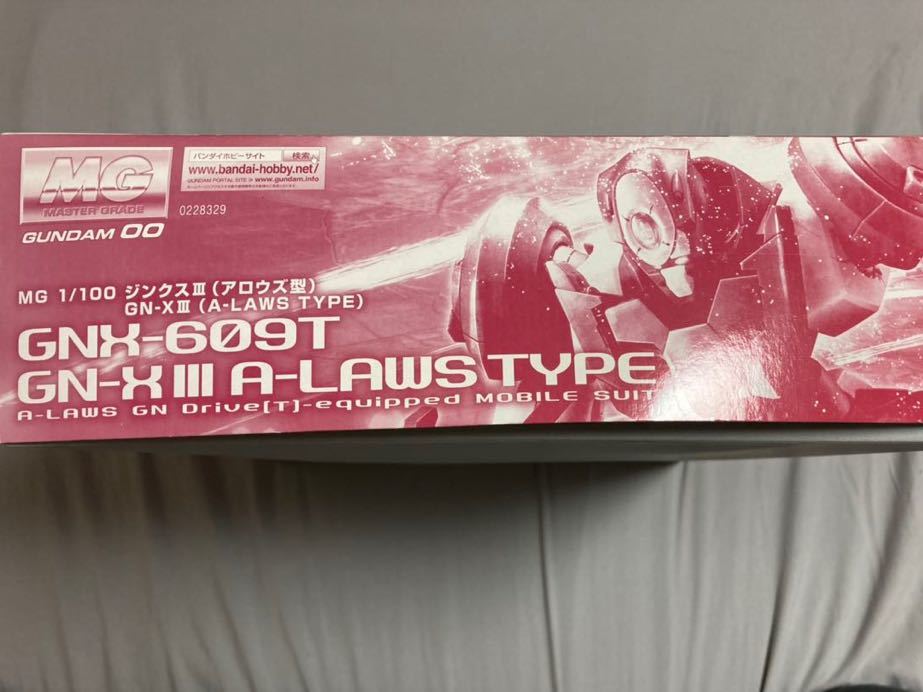 MG
MASTER GRADE
GUNDAM 00
バンダイホビーサイト 検索
www.bandai-hobby.net/
GUNDAM PORTAL SITE > www.gundam.info
0228329
MG 1/100 ジンクスⅢ(アロウズ型)
GN-XⅢ (A-LAWS TYPE)
GNX-609T
GN-XⅢ A-LAWS TYPE
A-LAWS GN Drive[T]-equipped MOBILE SUIT